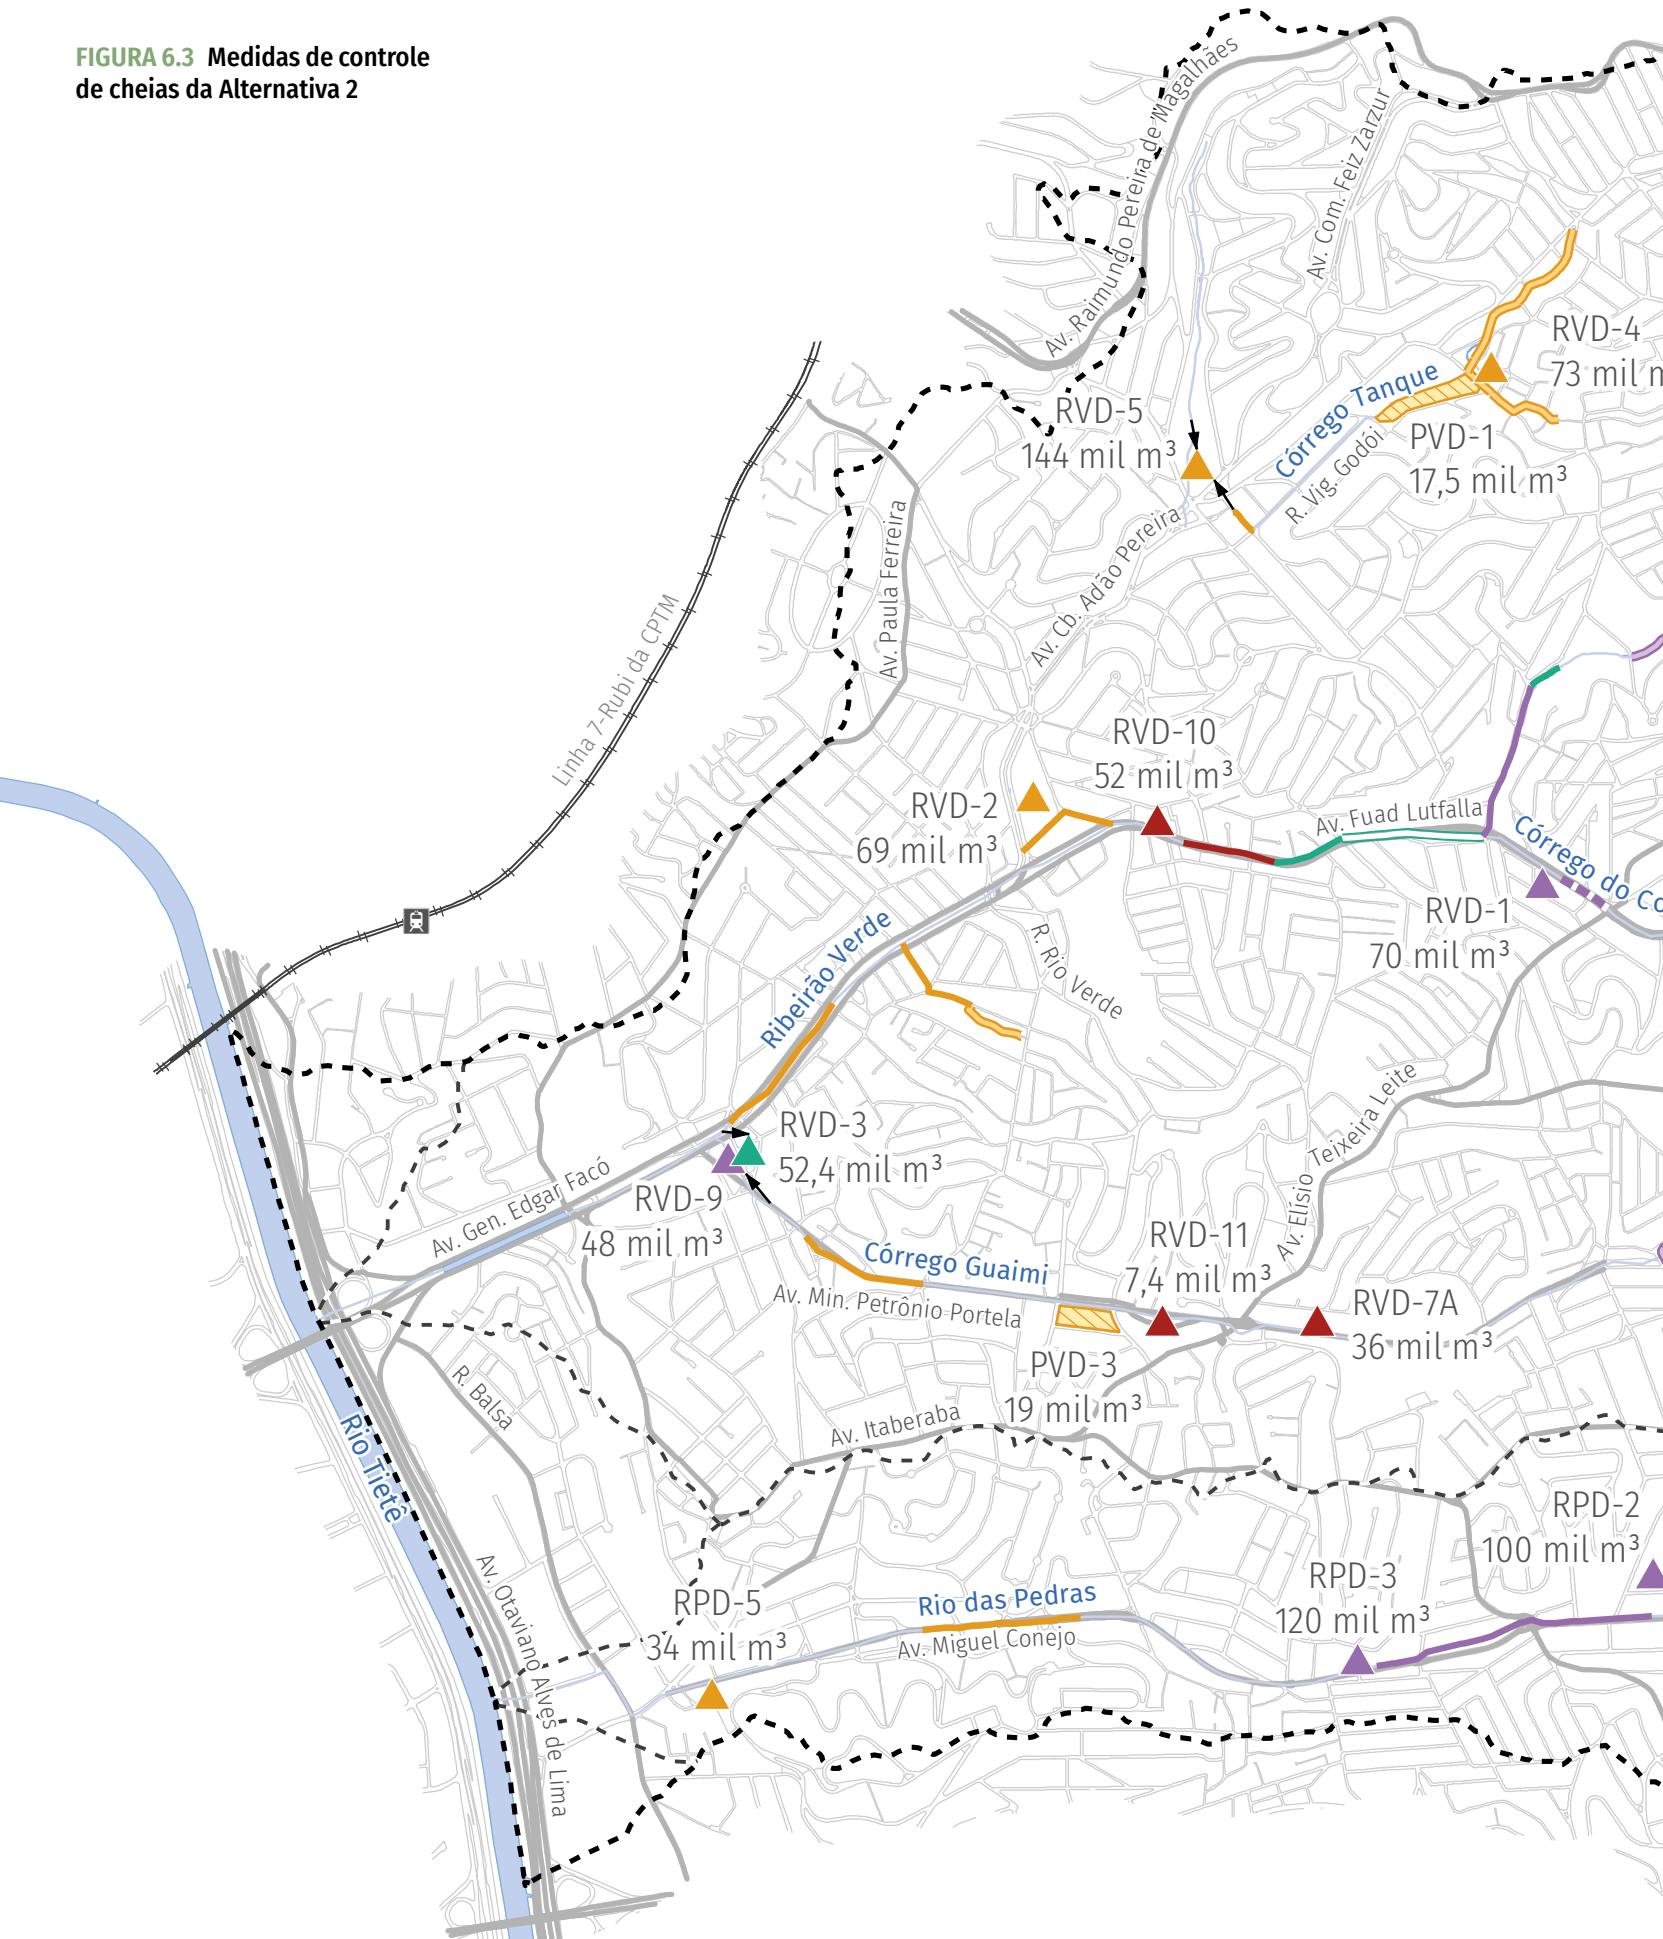 FIGURA 6.3 Medidas de controle
de cheias da Alternativa 2
Av. Raimundo Pereira de Magalhães
Av. Com. Feiz Zarzur
RVD-4
73 mil m
Córrego Tanque
RVD-5
144 mil m³
PVD-1
17,5 mil m³
R. Vig. Godói
Av. Cb. Adão Pereira
Av. Paula Ferreira
Linha 7-Rubi da CPTM
RVD-10
52 mil m³
RVD-2
69 mil m³
Av. Fuad Lutfalla
Córrego do Co
RVD-1
70 mil m³
Ribeirão Verde
R. Rio Verde
Av. Elísio Teixeira Leite
RVD-3
52,4 mil m³
Av. Gen. Edgar Facó
RVD-9
48 mil m³
Córrego Guaimi
Av. Min. Petrônio Portela
RVD-11
7,4 mil m³
RVD-7A
36 mil m³
PVD-3
19 mil m³
R. Balsa
Av. Itaberaba
Rio Tietê
RPD-2
100 mil m³
RPD-3
120 mil m³
Av. Otaviano Alves de Lima
RPD-5
34 mil m³
Rio das Pedras
Av. Miguel Conejo